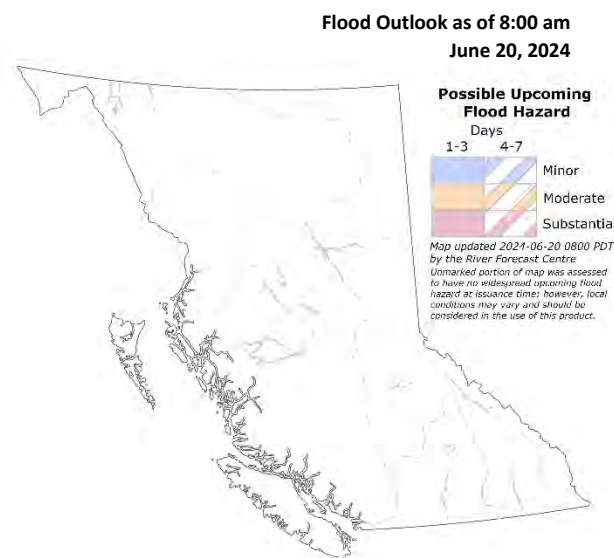 Flood Outlook as of 8:00 am
June 20, 2024
Possible Upcoming
Flood Hazard
Days
1-3 4-7
Minor
Moderate
Substantia
Map updated 2024-06-20 0800 PDT
by the River Forecast Centre
Unmarked portion of map was assessed
to have no widespread upcoming flood
hazard at issuance time; however, local
conditions may vary and should be
considered in the use of this product.